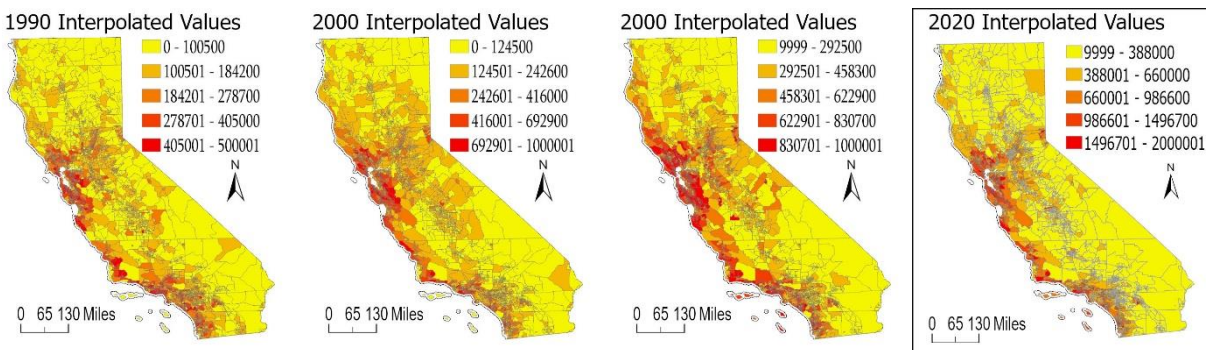 1990 Interpolated Values
0 - 100500
100501 - 184200
184201 - 278700
278701 - 405000
405001 - 500001
N
0 65 130 Miles
2000 Interpolated Values
0 - 124500
124501 - 242600
242601 - 416000
416001 - 692900
692901 - 1000001
N
0 65 130 Miles
2000 Interpolated Values
9999 - 292500
292501 - 458300
458301 - 622900
622901 - 830700
830701 - 1000001
N
0 65 130 Miles
2020 Interpolated Values
9999 - 388000
388001 - 660000
660001 - 986600
986601 - 1496700
1496701 - 2000001
N
0 65 130 Miles